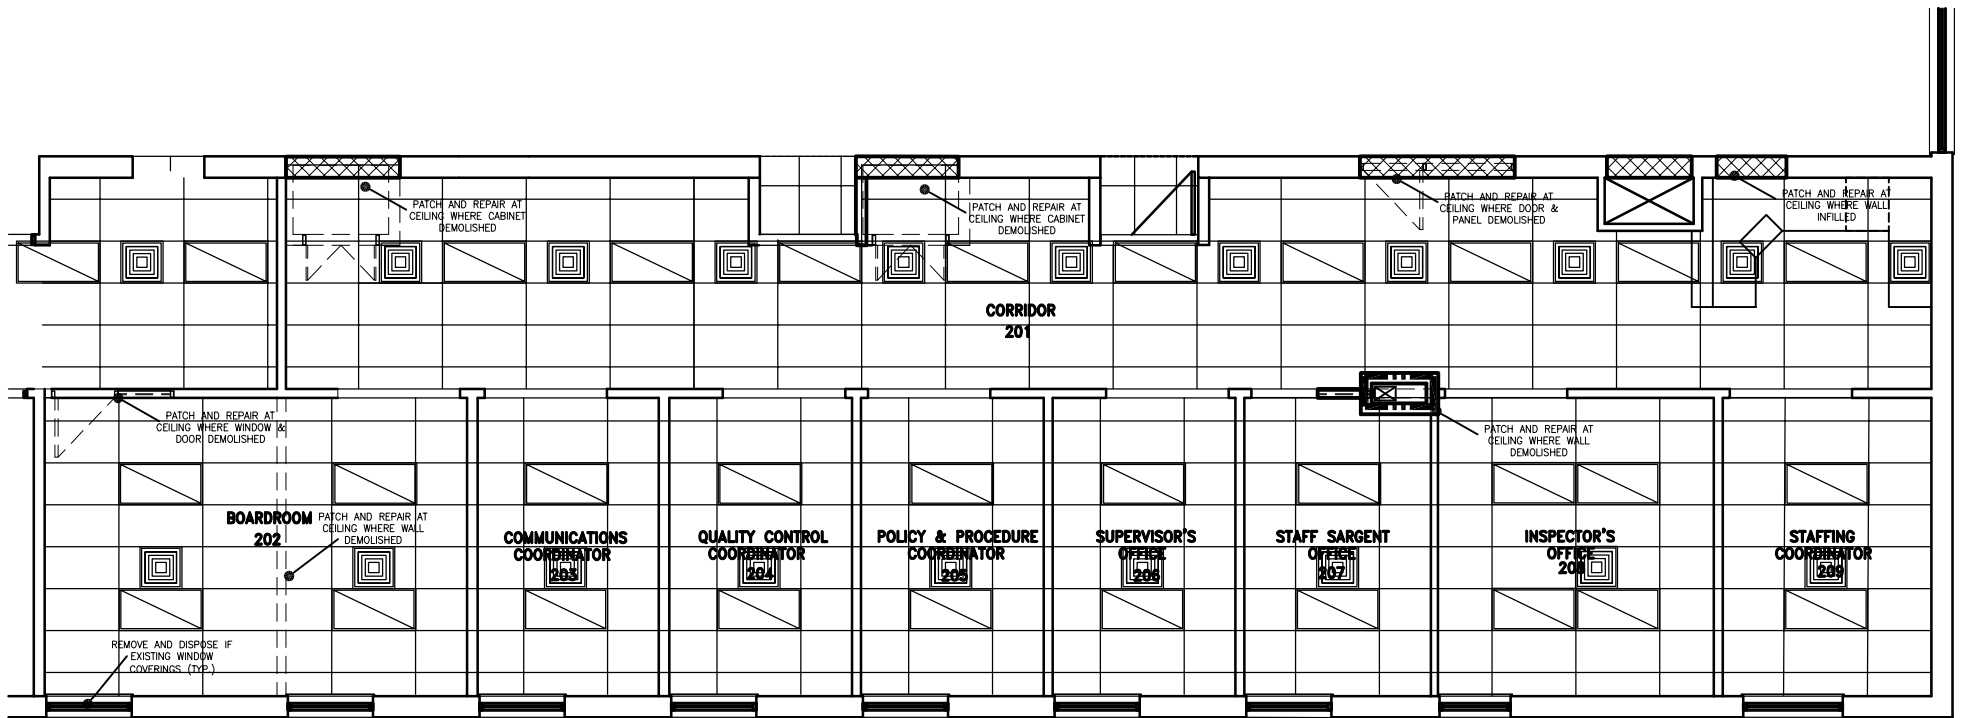 PATCH AND REPAIR AT
CEILING WHERE CABINET
DEMOLISHED
PATCH AND REPAIR AT
CEILING WHERE CABINET
DEMOLISHED
PATCH AND REPAIR AT
CEILING WHERE DOOR &
PANEL DEMOLISHED
PATCH AND REPAIR AT
CEILING WHERE WALL
INFILLED
CORRIDOR
201
PATCH AND REPAIR AT
CEILING WHERE WINDOW &
DOOR DEMOLISHED
PATCH AND REPAIR AT
CEILING WHERE WALL
DEMOLISHED
BOARDROOM
202
PATCH AND REPAIR AT
CEILING WHERE WALL
DEMOLISHED
COMMUNICATIONS
COORDINATOR
203
QUALITY CONTROL
COORDINATOR
204
POLICY & PROCEDURE
COORDINATOR
205
SUPERVISOR'S
OFFICE
206
STAFF SARGENT
OFFICE
207
INSPECTOR'S
OFFICE
208
STAFFING
COORDINATOR
209
REMOVE AND DISPOSE IF
EXISTING WINDOW
COVERINGS (TYP.)